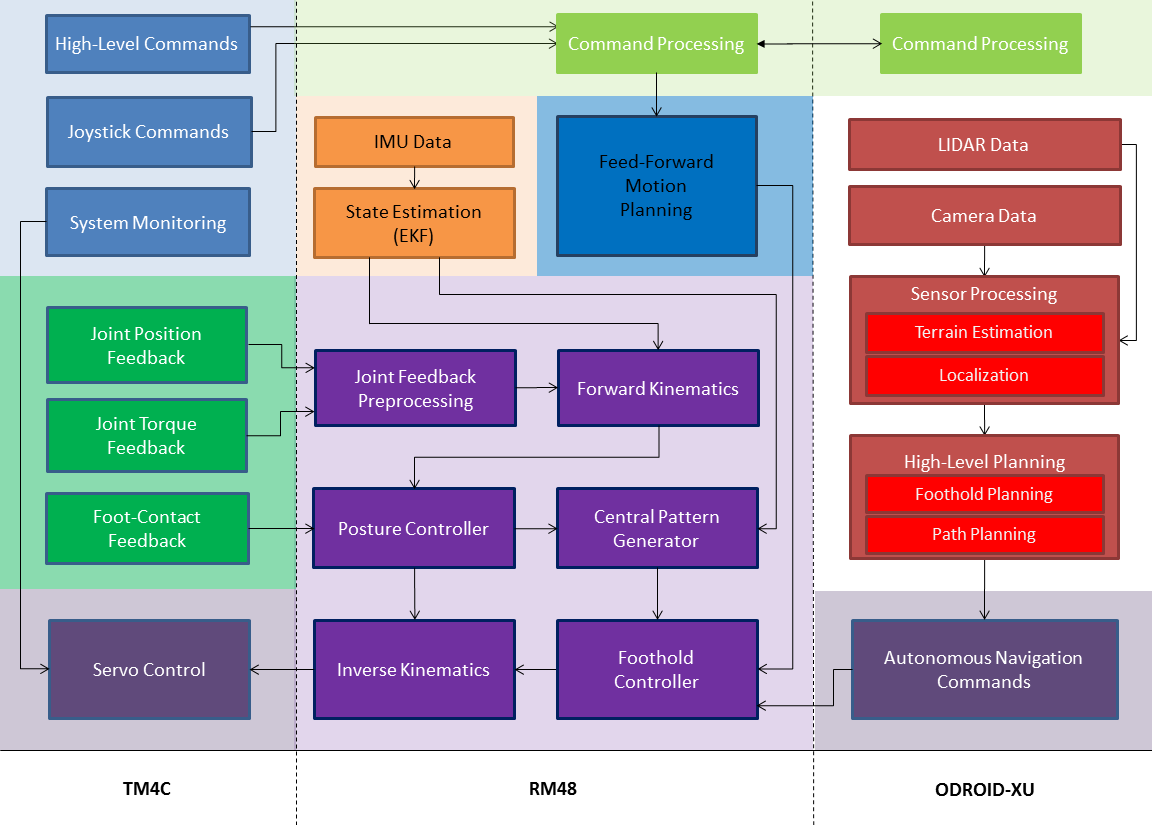 High-Level Commands
Command Processing
Command Processing
Joystick Commands
IMU Data
Feed-Forward
Motion
Planning
LIDAR Data
System Monitoring
State Estimation
(EKF)
Camera Data
Sensor Processing
Terrain Estimation
Localization
Joint Position
Feedback
Joint Feedback
Preprocessing
Forward Kinematics
Joint Torque
Feedback
High-Level Planning
Foothold Planning
Path Planning
Foot-Contact
Feedback
Posture Controller
Central Pattern
Generator
Servo Control
Inverse Kinematics
Foothold
Controller
Autonomous Navigation
Commands
TM4C
RM48
ODROID-XU